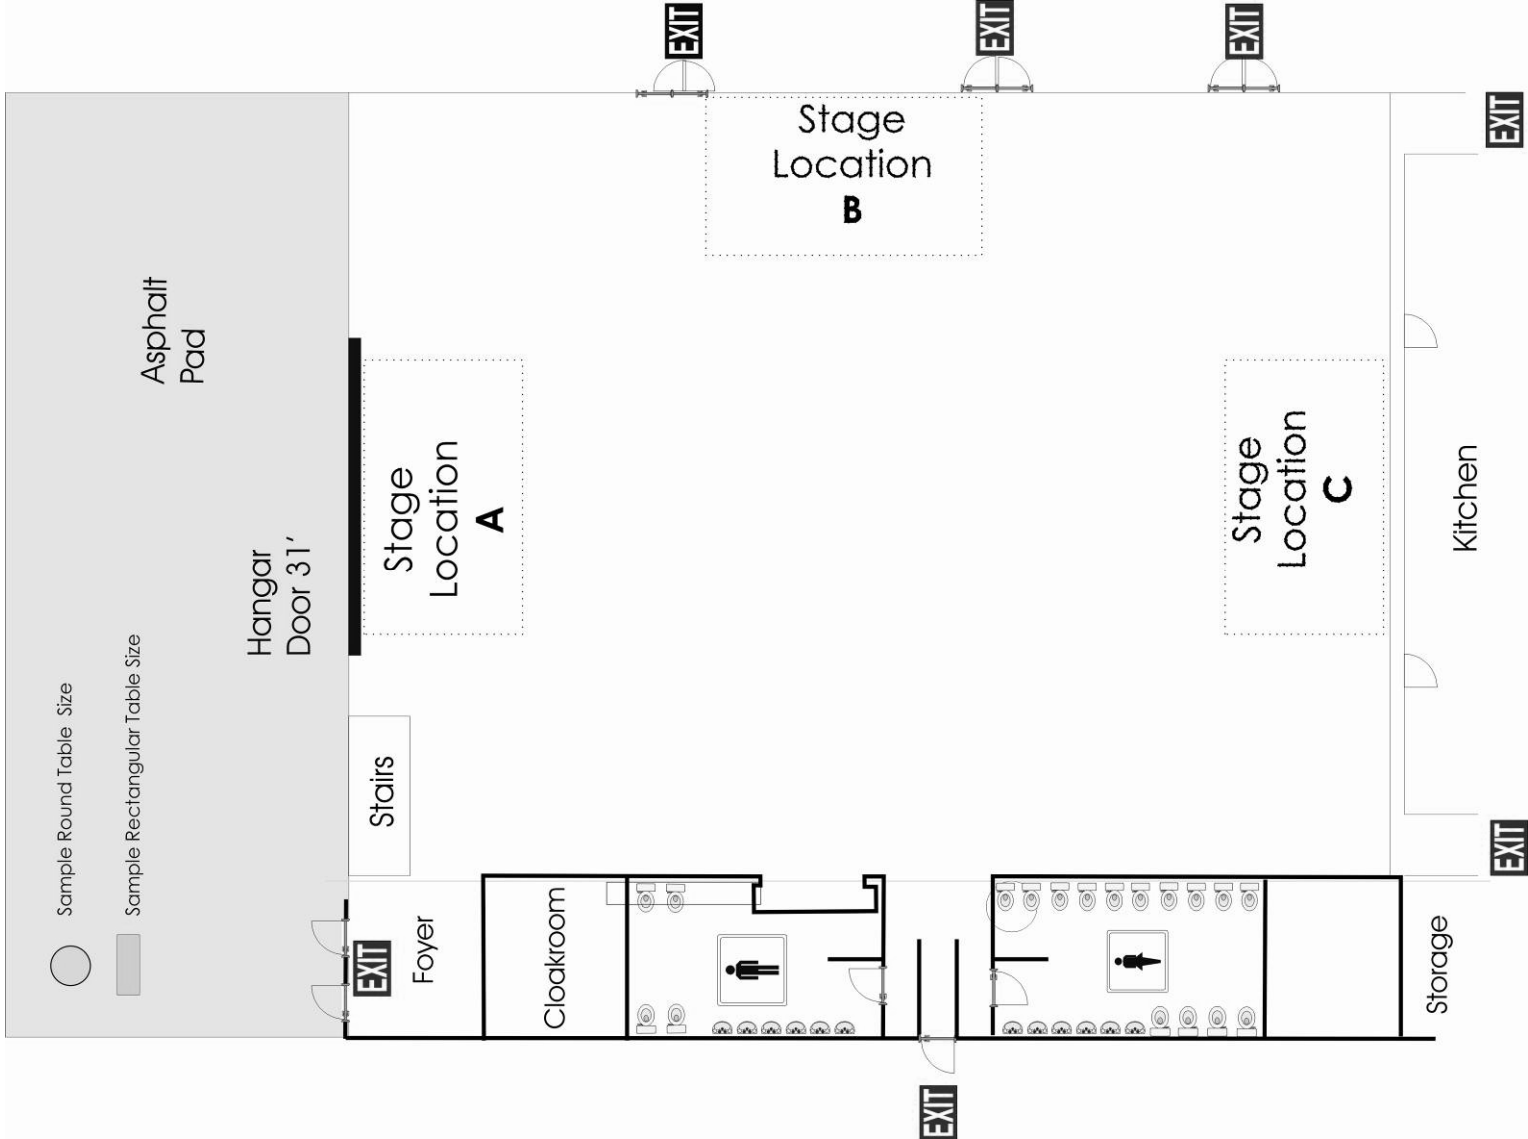 EXIT
EXIT
EXIT
EXIT
Stage
Location
B
Asphalt
Pad
Hangar
Door 31'
Stage
Location
A
Stage
Location
C
Kitchen
Sample Round Table Size
Sample Rectangular Table Size
Stairs
EXIT
EXIT
Foyer
Cloakroom
Storage
EXIT